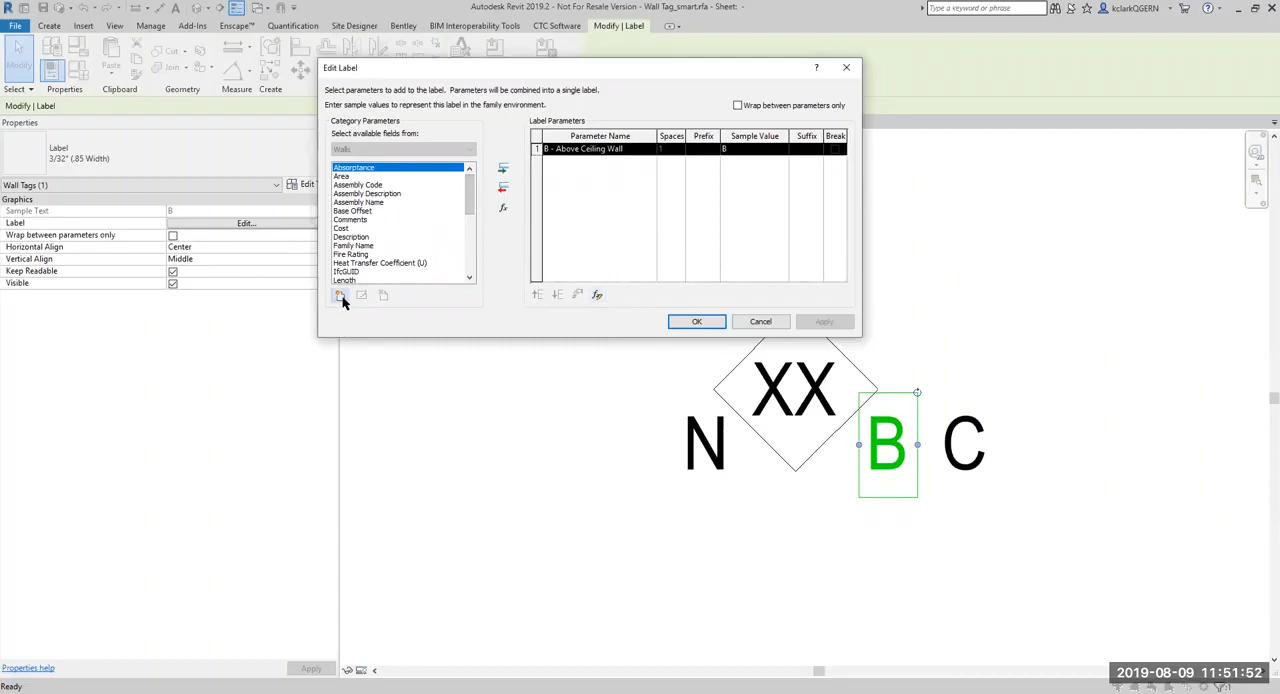 Autodesk Revit 2019.2 - Not For Resale Version - Wall Tag_smart.rfa - Sheet:
Type a keyword or phrase
kclarkQGERN
File Create Insert View Manage Add-Ins Enscape™ Quantification Site Designer Bentley BIM Interoperability Tools CTC Software Modify | Label
Modify
Paste
Cut
Join
Select Properties Clipboard Geometry Measure Create
Modify | Label
Properties
Label
3/32" (.85 Width)
Wall Tags (1)
Edit T
Graphics
Sample Text B
Label Edit...
Wrap between parameters only
Horizontal Align Center
Vertical Align Middle
Keep Readable
Visible
Properties help
Apply
Ready
Edit Label
Select parameters to add to the label. Parameters will be combined into a single label.
Enter sample values to represent this label in the family environment.
Wrap between parameters only
Category Parameters
Select available fields from:
Walls
Absorptance
Area
Assembly Code
Assembly Description
Assembly Name
Base Offset
Comments
Cost
Description
Family Name
Fire Rating
Heat Transfer Coefficient (U)
IfcGUID
Length
fx
Label Parameters
Parameter Name Spaces Prefix Sample Value Suffix Break
1 B - Above Ceiling Wall 1 B
OK Cancel Apply
XX
N B C
2019-08-09 11:51:52
:1